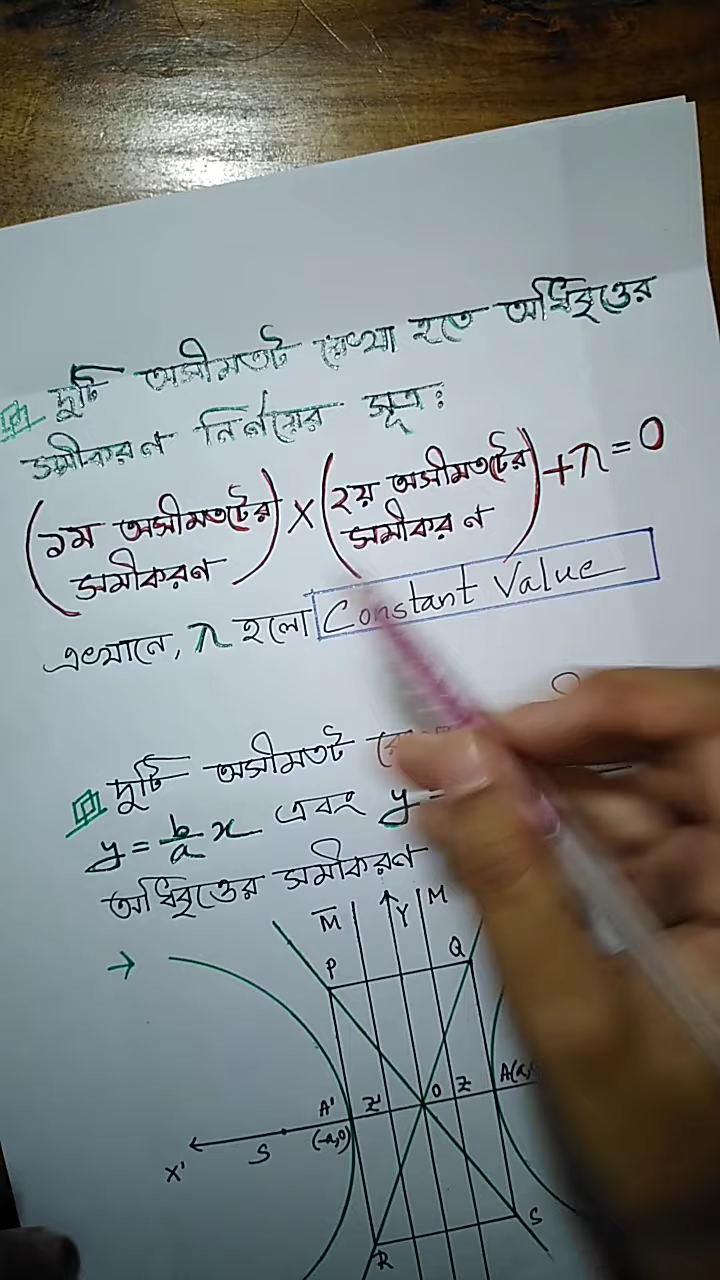 দুটি অসীমতট রেখা হতে অধিবৃত্তের
সমীকরণ নির্ণয়ের সূত্র:
(১ম অসীমতটের সমীকরণ) × (২য় অসীমতটের সমীকরণ) + λ = 0
এখানে, λ হলো Constant Value
দুটি অসীমতট
y = b/a x এবং y =
অধিবৃত্তের সমীকরণ
→
M̅ Y M
P Q
A' Z' O Z A(a,
(-a,0)
X' S
R S